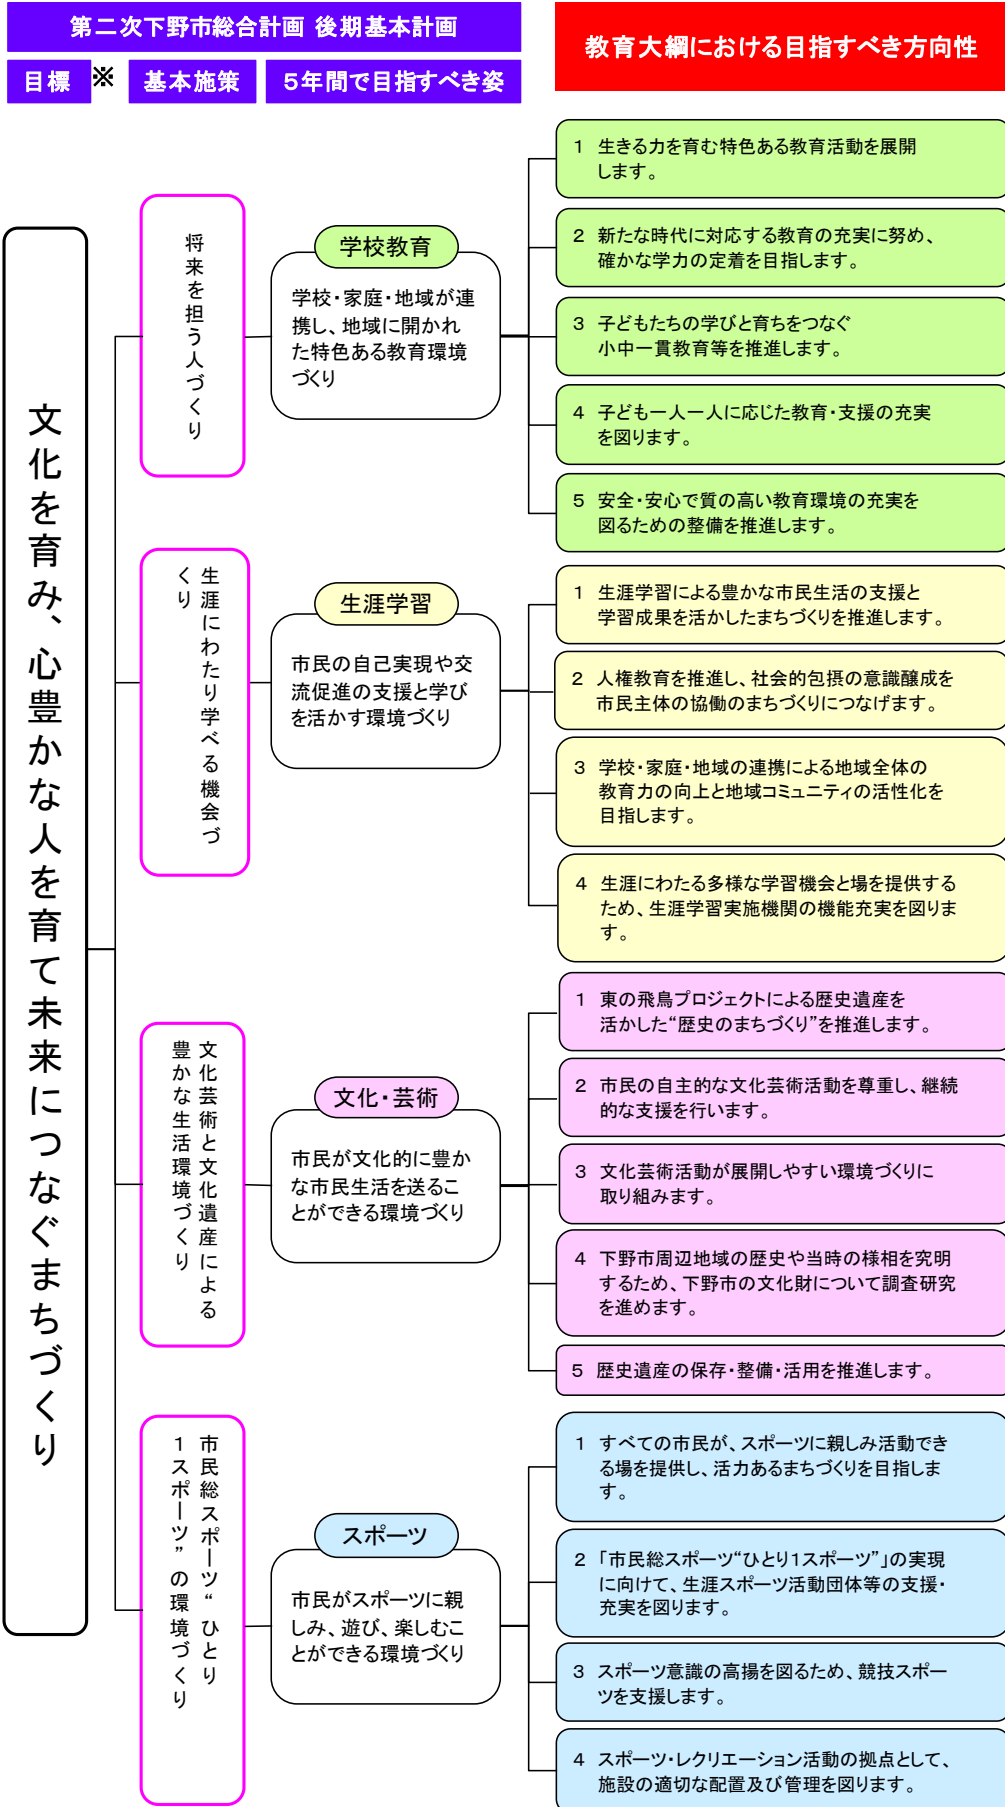 第二次下野市総合計画 後期基本計画
目標
※
基本施策
5年間で目指すべき姿
教育大綱における目指すべき方向性
文化を育み、心豊かな人を育て未来につなぐまちづくり
将来を担う人づくり
学校教育
学校・家庭・地域が連
携し、地域に開かれ
た特色ある教育環境
づくり
1 生きる力を育む特色ある教育活動を展開
します。
2 新たな時代に対応する教育の充実に努め、
確かな学力の定着を目指します。
3 子どもたちの学びと育ちをつなぐ
小中一貫教育等を推進します。
4 子ども一人一人に応じた教育・支援の充実
を図ります。
5 安全・安心で質の高い教育環境の充実を
図るための整備を推進します。
生涯にわたり学べる機会づ
くり
生涯学習
市民の自己実現や交
流促進の支援と学び
を活かす環境づくり
1 生涯学習による豊かな市民生活の支援と
学習成果を活かしたまちづくりを推進します。
2 人権教育を推進し、社会的包摂の意識醸成を
市民主体の協働のまちづくりにつなげます。
3 学校・家庭・地域の連携による地域全体の
教育力の向上と地域コミュニティの活性化を
目指します。
4 生涯にわたる多様な学習機会と場を提供する
ため、生涯学習実施機関の機能充実を図りま
す。
文化芸術と文化遺産による
豊かな生活環境づくり
文化・芸術
市民が文化的に豊か
な市民生活を送るこ
とができる環境づくり
1 東の飛鳥プロジェクトによる歴史遺産を
活かした“歴史のまちづくり”を推進します。
2 市民の自主的な文化芸術活動を尊重し、継続
的な支援を行います。
3 文化芸術活動が展開しやすい環境づくりに
取り組みます。
4 下野市周辺地域の歴史や当時の様相を究明
するため、下野市の文化財について調査研究
を進めます。
5 歴史遺産の保存・整備・活用を推進します。
市民総スポーツ“ひとり
1スポーツ”の環境づくり
スポーツ
市民がスポーツに親
しみ、遊び、楽しむこ
とができる環境づくり
1 すべての市民が、スポーツに親しみ活動でき
る場を提供し、活力あるまちづくりを目指しま
す。
2 「市民総スポーツ“ひとり1スポーツ”」の実現
に向けて、生涯スポーツ活動団体等の支援・
充実を図ります。
3 スポーツ意識の高揚を図るため、競技スポー
ツを支援します。
4 スポーツ・レクリエーション活動の拠点として、
施設の適切な配置及び管理を図ります。